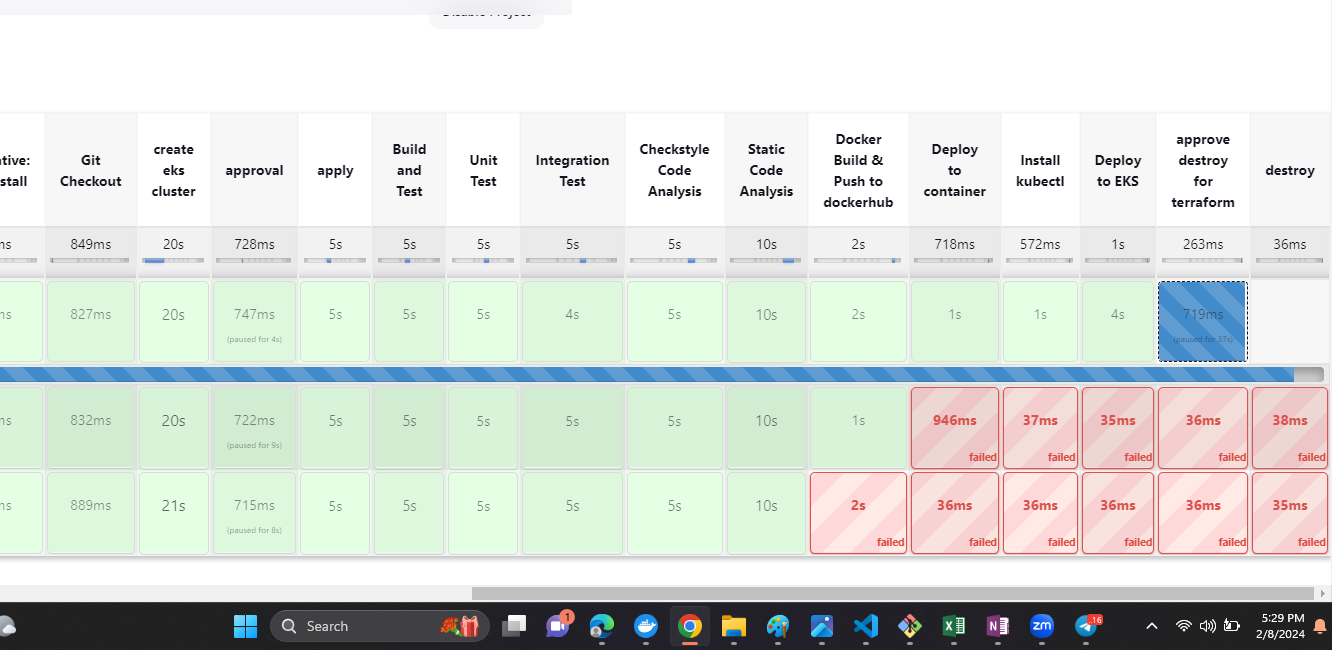 Disable Project
ative:
stall
Git
Checkout
create
eks
cluster
approval
apply
Build
and
Test
Unit
Test
Integration
Test
Checkstyle
Code
Analysis
Static
Code
Analysis
Docker
Build &
Push to
dockerhub
Deploy
to
container
Install
kubectl
Deploy
to EKS
approve
destroy
for
terraform
destroy
ms 849ms 20s 728ms 5s 5s 5s 5s 5s 10s 2s 718ms 572ms 1s 263ms 36ms
ms 827ms 20s 747ms 5s 5s 5s 4s 5s 10s 2s 1s 1s 4s 719ms
(paused for 4s) (paused for 37s)
ms 832ms 20s 722ms 5s 5s 5s 5s 5s 10s 1s 946ms 37ms 35ms 36ms 38ms
(paused for 9s) failed failed failed failed failed
ms 889ms 21s 715ms 5s 5s 5s 5s 5s 10s 2s 36ms 36ms 36ms 36ms 35ms
(paused for 8s) failed failed failed failed failed failed
Search
1
zm
16
5:29 PM
2/8/2024